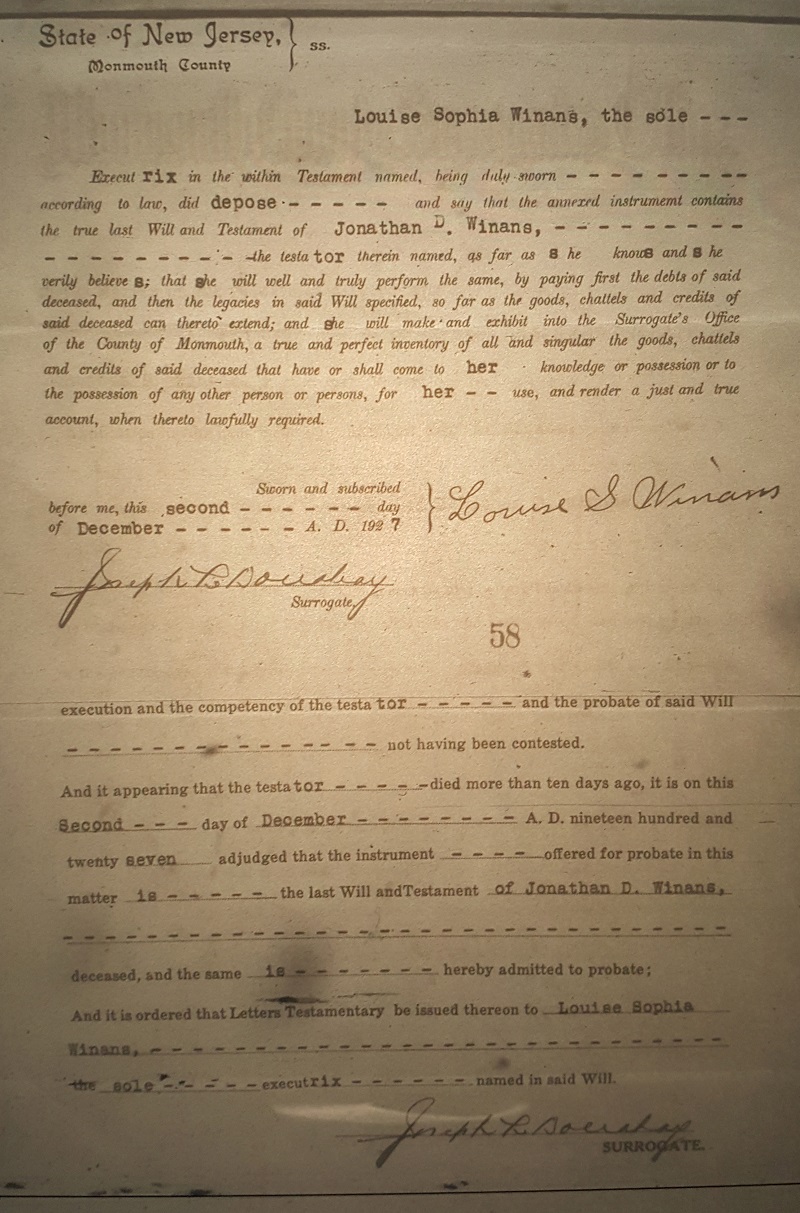 State of New Jersey, } ss.
Monmouth County
Louise Sophia Winans, the sole - - -
Executrix in the within Testament named, being duly sworn - - - - - - - - -
according to law, did depose - - - - - and say that the annexed instrumemt contains
the true last Will and Testament of Jonathan D. Winans, - - - - - - - - -
- - - - - - - - - - the testator therein named, as far as she knows and she
verily believes; that she will well and truly perform the same, by paying first the debts of said
deceased, and then the legacies in said Will specified, so far as the goods, chattels and credits of
said deceased can thereto extend; and she will make and exhibit into the Surrogate's Office
of the County of Monmouth, a true and perfect inventory of all and singular the goods, chattels
and credits of said deceased that have or shall come to her knowledge or possession or to
the possession of any other person or persons, for her - - use, and render a just and true
account, when thereto lawfully required.
Sworn and subscribed
before me, this second - - - - - - day
of December - - - - - - A. D. 1927
Louise S Winans
Joseph L. Donahay
Surrogate,
58
execution and the competency of the testator - - - - - and the probate of said Will
- - - - - - - - - - - - - - - not having been contested.
And it appearing that the testator - - - - - died more than ten days ago, it is on this
Second - - - day of December - - - - - - - - A. D. nineteen hundred and
twenty seven adjudged that the instrument - - - - offered for probate in this
matter is - - - - - the last Will andTestament of Jonathan D. Winans,
- - - - - - - - - - - - - - - - - - - - - - - - - -
deceased, and the same is - - - - - - hereby admitted to probate;
And it is ordered that Letters Testamentary be issued thereon to Louise Sophia
Winans, - - - - - - - - - - - - - - - - - - - - - - -
the sole - - - - - executrix - - - - - - named in said Will.
Joseph L. Donahay
SURROGATE.